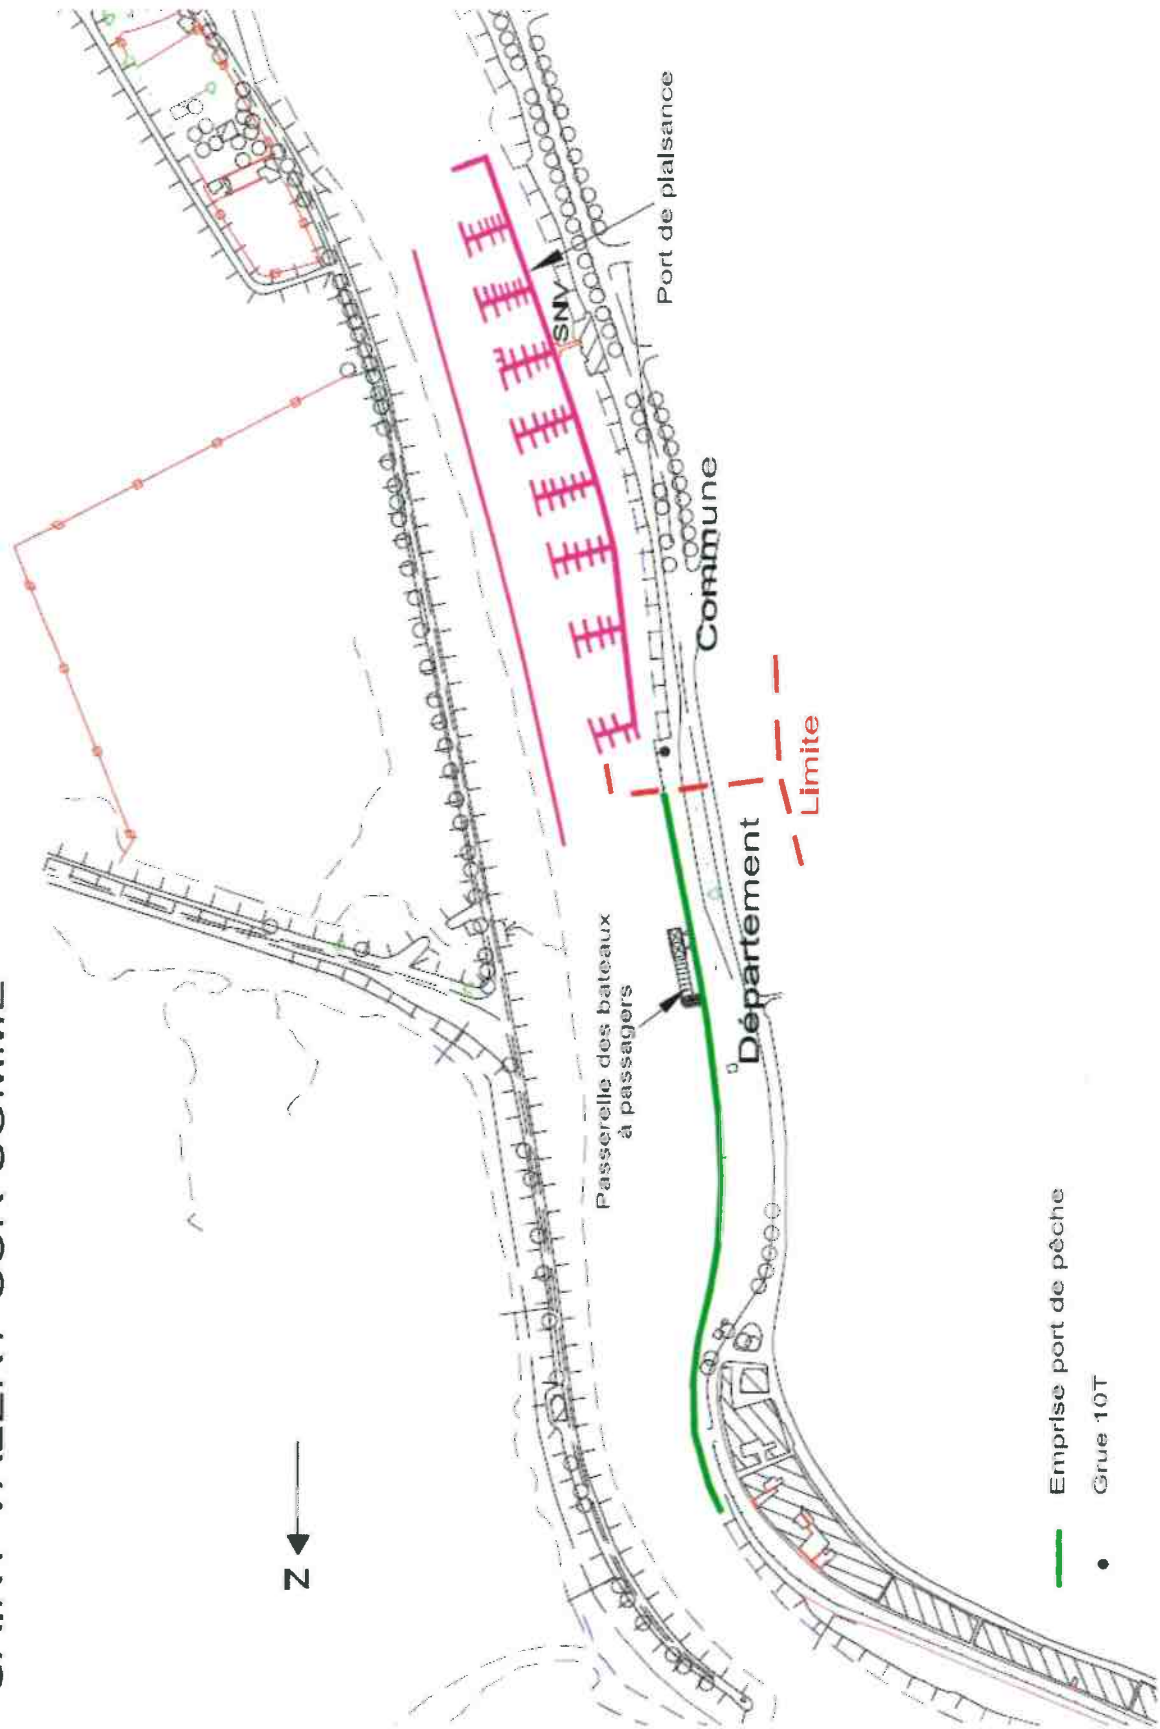 Port de plaisance
SNV
Commune
Limite
Département
Passerelle des bateaux
à passagers
N
Emprise port de pêche
Grue 10T